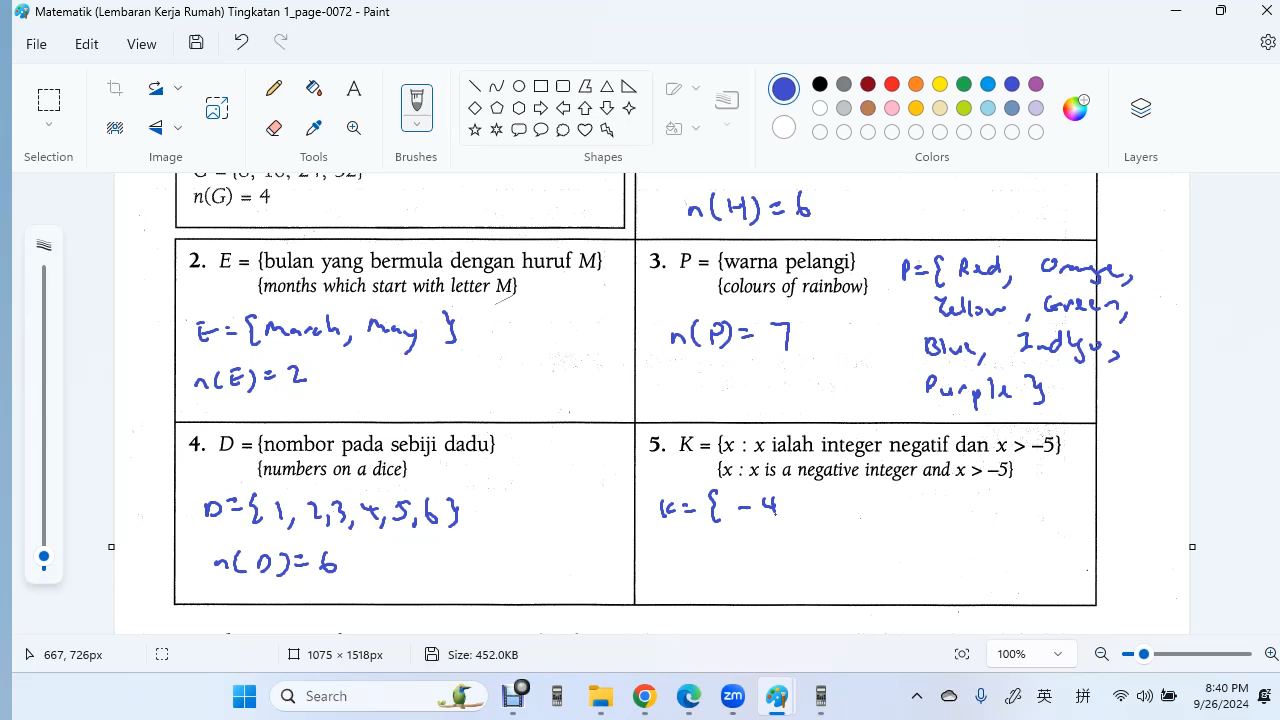 Matematik (Lembaran Kerja Rumah) Tingkatan 1_page-0072 - Paint
File Edit View
Selection Image Tools Brushes Shapes Colors Layers
n(G) = 4
n(H) = 6
2. E = {bulan yang bermula dengan huruf M}
{months which start with letter M}
E = {March, May }
n(E) = 2
3. P = {warna pelangi}
{colours of rainbow}
P = { Red, Orange,
Yellow, Green,
Blue, Indigo,
Purple }
n(P) = 7
4. D = {nombor pada sebiji dadu}
{numbers on a dice}
D = { 1, 2, 3, 4, 5, 6 }
n(D) = 6
5. K = {x : x ialah integer negatif dan x > –5}
{x : x is a negative integer and x > –5}
K = { - 4
667, 726px 1075 × 1518px Size: 452.0KB 100%
Search zm 英 拼 8:40 PM
9/26/2024